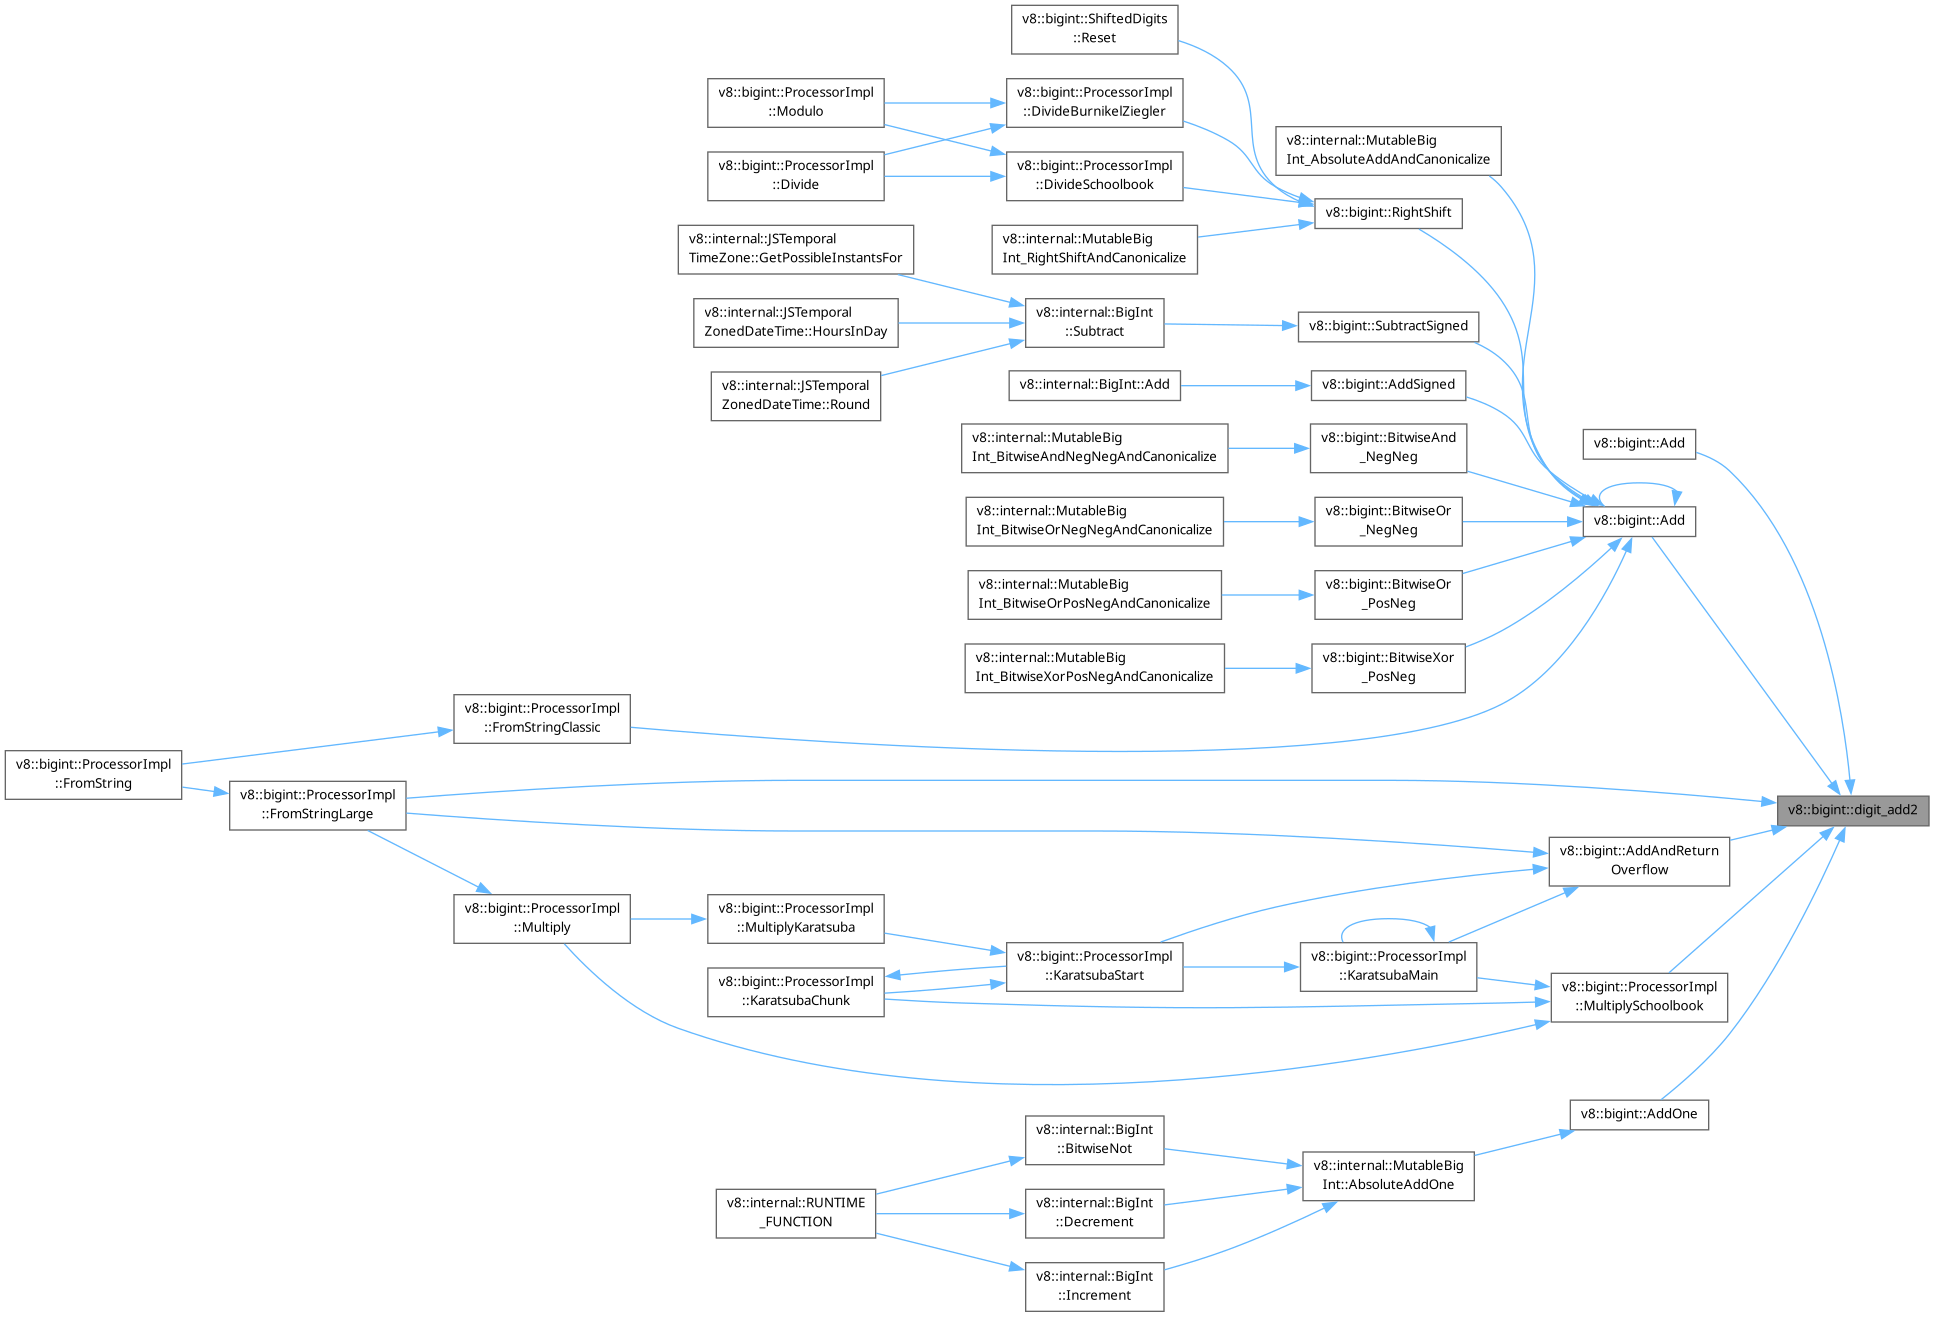 v8::bigint::ShiftedDigits
::Reset
v8::bigint::ProcessorImpl
::Modulo
v8::bigint::ProcessorImpl
::DivideBurnikelZiegler
v8::internal::MutableBig
Int_AbsoluteAddAndCanonicalize
v8::bigint::ProcessorImpl
::Divide
v8::bigint::ProcessorImpl
::DivideSchoolbook
v8::bigint::RightShift
v8::internal::JSTemporal
TimeZone::GetPossibleInstantsFor
v8::internal::MutableBig
Int_RightShiftAndCanonicalize
v8::internal::JSTemporal
ZonedDateTime::HoursInDay
v8::internal::BigInt
::Subtract
v8::bigint::SubtractSigned
v8::internal::JSTemporal
ZonedDateTime::Round
v8::internal::BigInt::Add
v8::bigint::AddSigned
v8::internal::MutableBig
Int_BitwiseAndNegNegAndCanonicalize
v8::bigint::BitwiseAnd
_NegNeg
v8::bigint::Add
v8::internal::MutableBig
Int_BitwiseOrNegNegAndCanonicalize
v8::bigint::BitwiseOr
_NegNeg
v8::bigint::Add
v8::internal::MutableBig
Int_BitwiseOrPosNegAndCanonicalize
v8::bigint::BitwiseOr
_PosNeg
v8::internal::MutableBig
Int_BitwiseXorPosNegAndCanonicalize
v8::bigint::BitwiseXor
_PosNeg
v8::bigint::ProcessorImpl
::FromStringClassic
v8::bigint::ProcessorImpl
::FromString
v8::bigint::ProcessorImpl
::FromStringLarge
v8::bigint::digit_add2
v8::bigint::AddAndReturn
Overflow
v8::bigint::ProcessorImpl
::Multiply
v8::bigint::ProcessorImpl
::MultiplyKaratsuba
v8::bigint::ProcessorImpl
::KaratsubaStart
v8::bigint::ProcessorImpl
::KaratsubaMain
v8::bigint::ProcessorImpl
::KaratsubaChunk
v8::bigint::ProcessorImpl
::MultiplySchoolbook
v8::bigint::AddOne
v8::internal::BigInt
::BitwiseNot
v8::internal::MutableBig
Int::AbsoluteAddOne
v8::internal::RUNTIME
_FUNCTION
v8::internal::BigInt
::Decrement
v8::internal::BigInt
::Increment